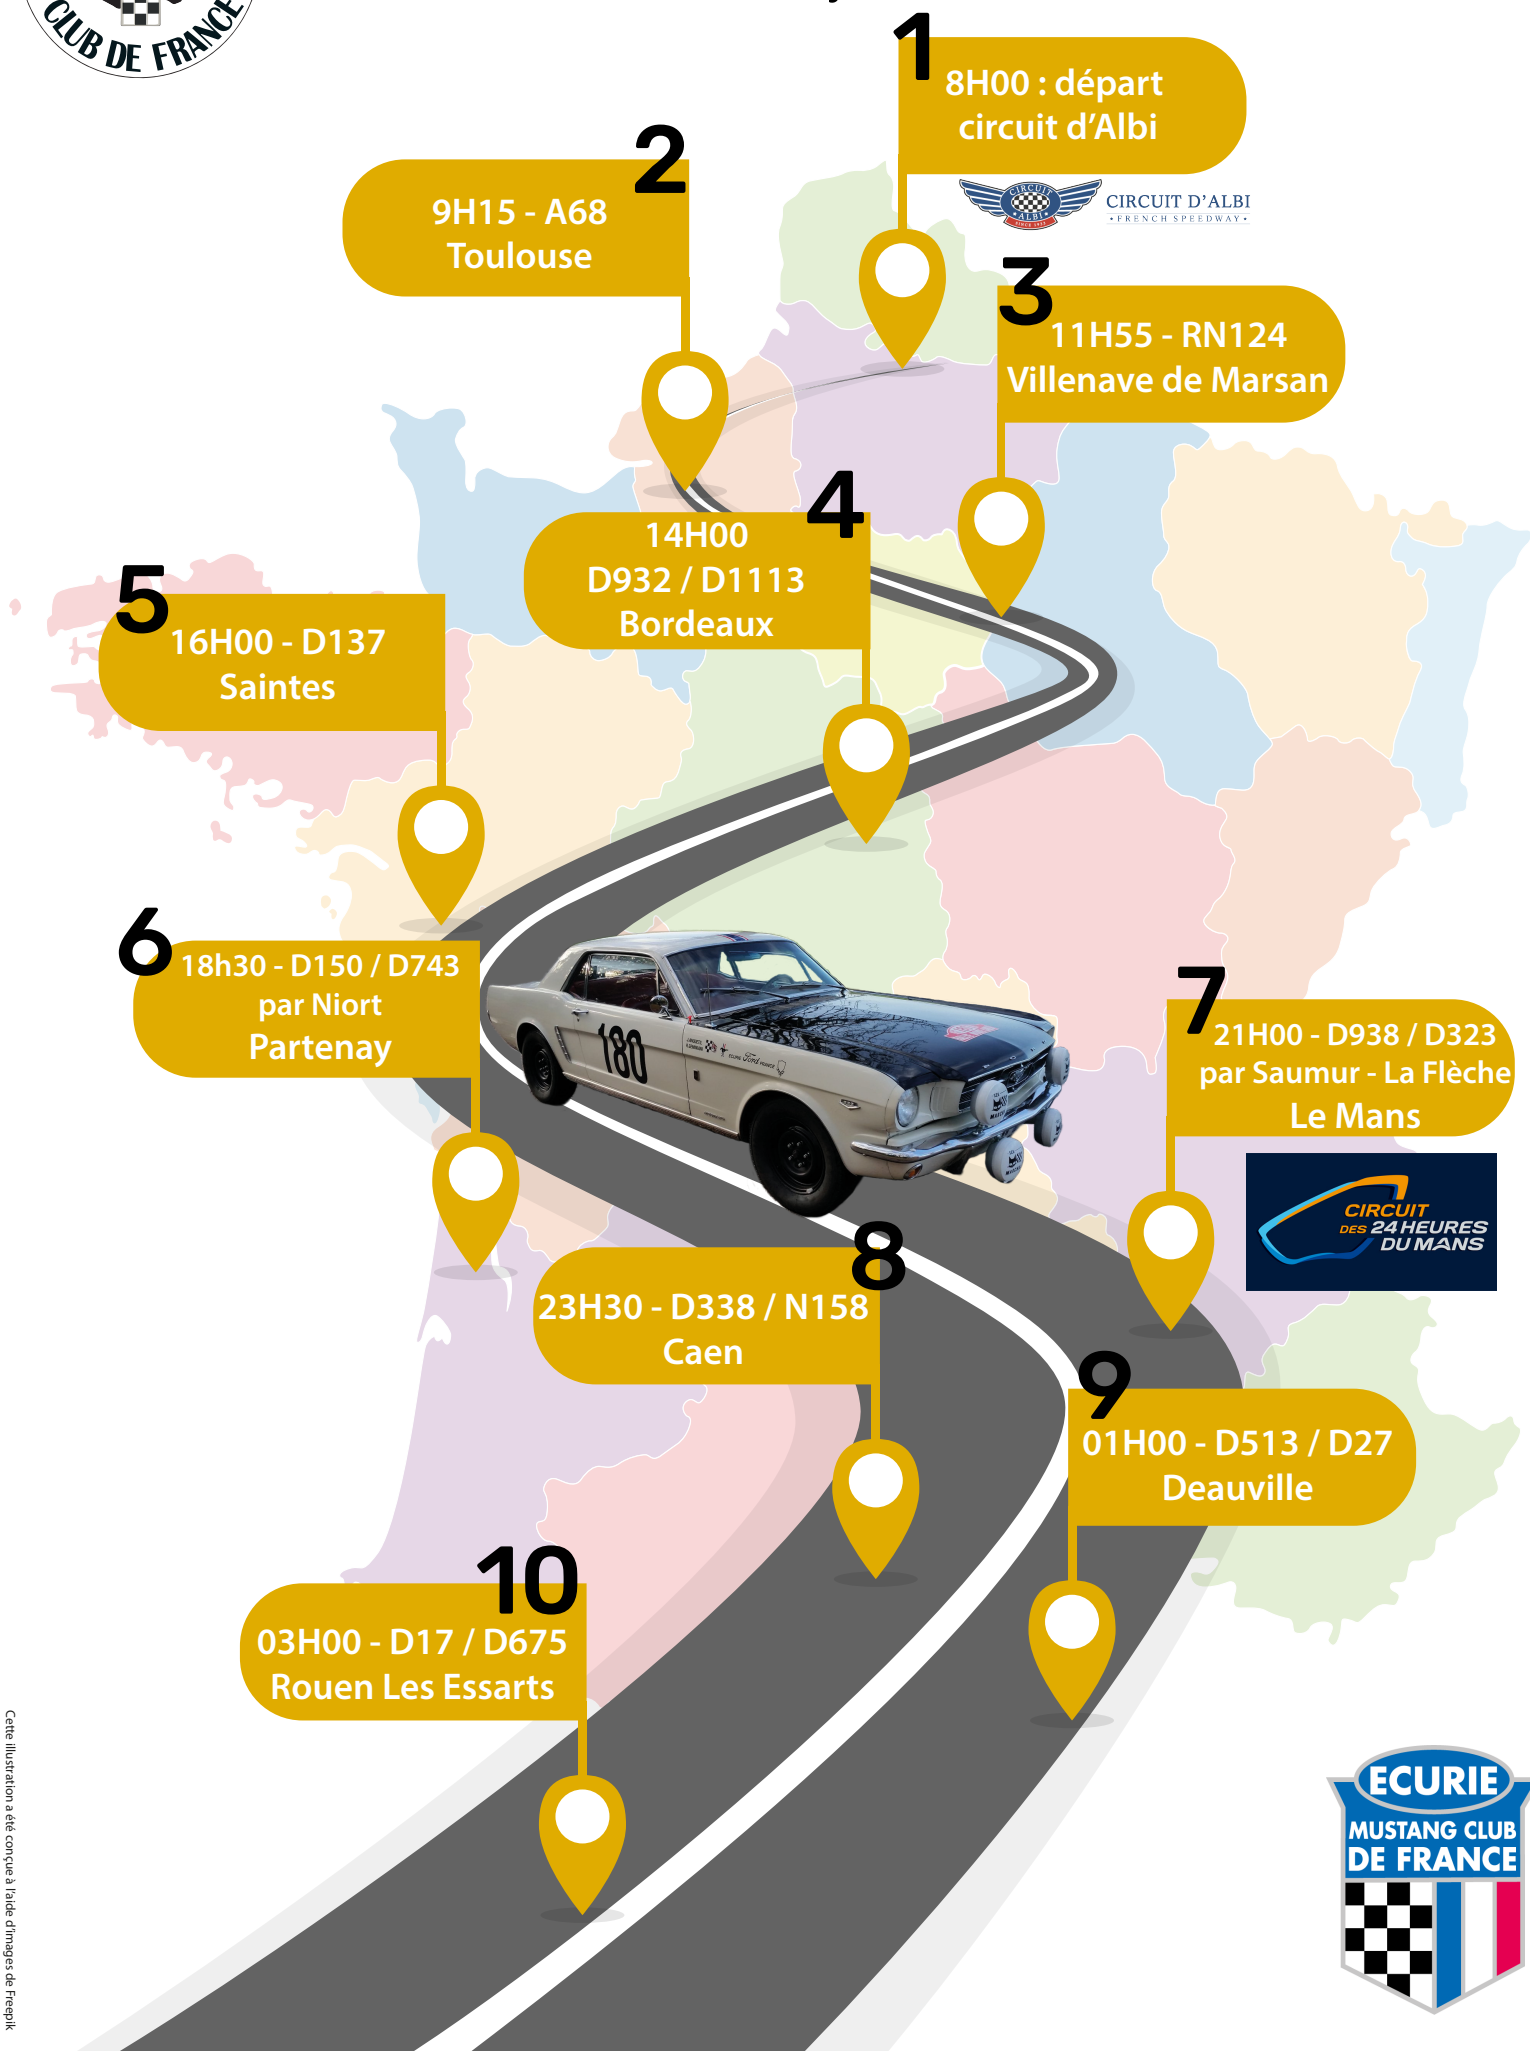 CLUB DE FRANCE
1
8H00 : départ
circuit d'Albi
CIRCUIT
ALBI
CIRCUIT D'ALBI
• FRENCH SPEEDWAY •
2
9H15 - A68
Toulouse
3
11H55 - RN124
Villenave de Marsan
4
14H00
D932 / D1113
Bordeaux
5
16H00 - D137
Saintes
6
18h30 - D150 / D743
par Niort
Partenay
180
Ford
7
21H00 - D938 / D323
par Saumur - La Flèche
Le Mans
CIRCUIT
DES 24 HEURES
DU MANS
8
23H30 - D338 / N158
Caen
9
01H00 - D513 / D27
Deauville
10
03H00 - D17 / D675
Rouen Les Essarts
ECURIE
MUSTANG CLUB
DE FRANCE
Cette illustration a été conçue à l'aide d'images de Freepik